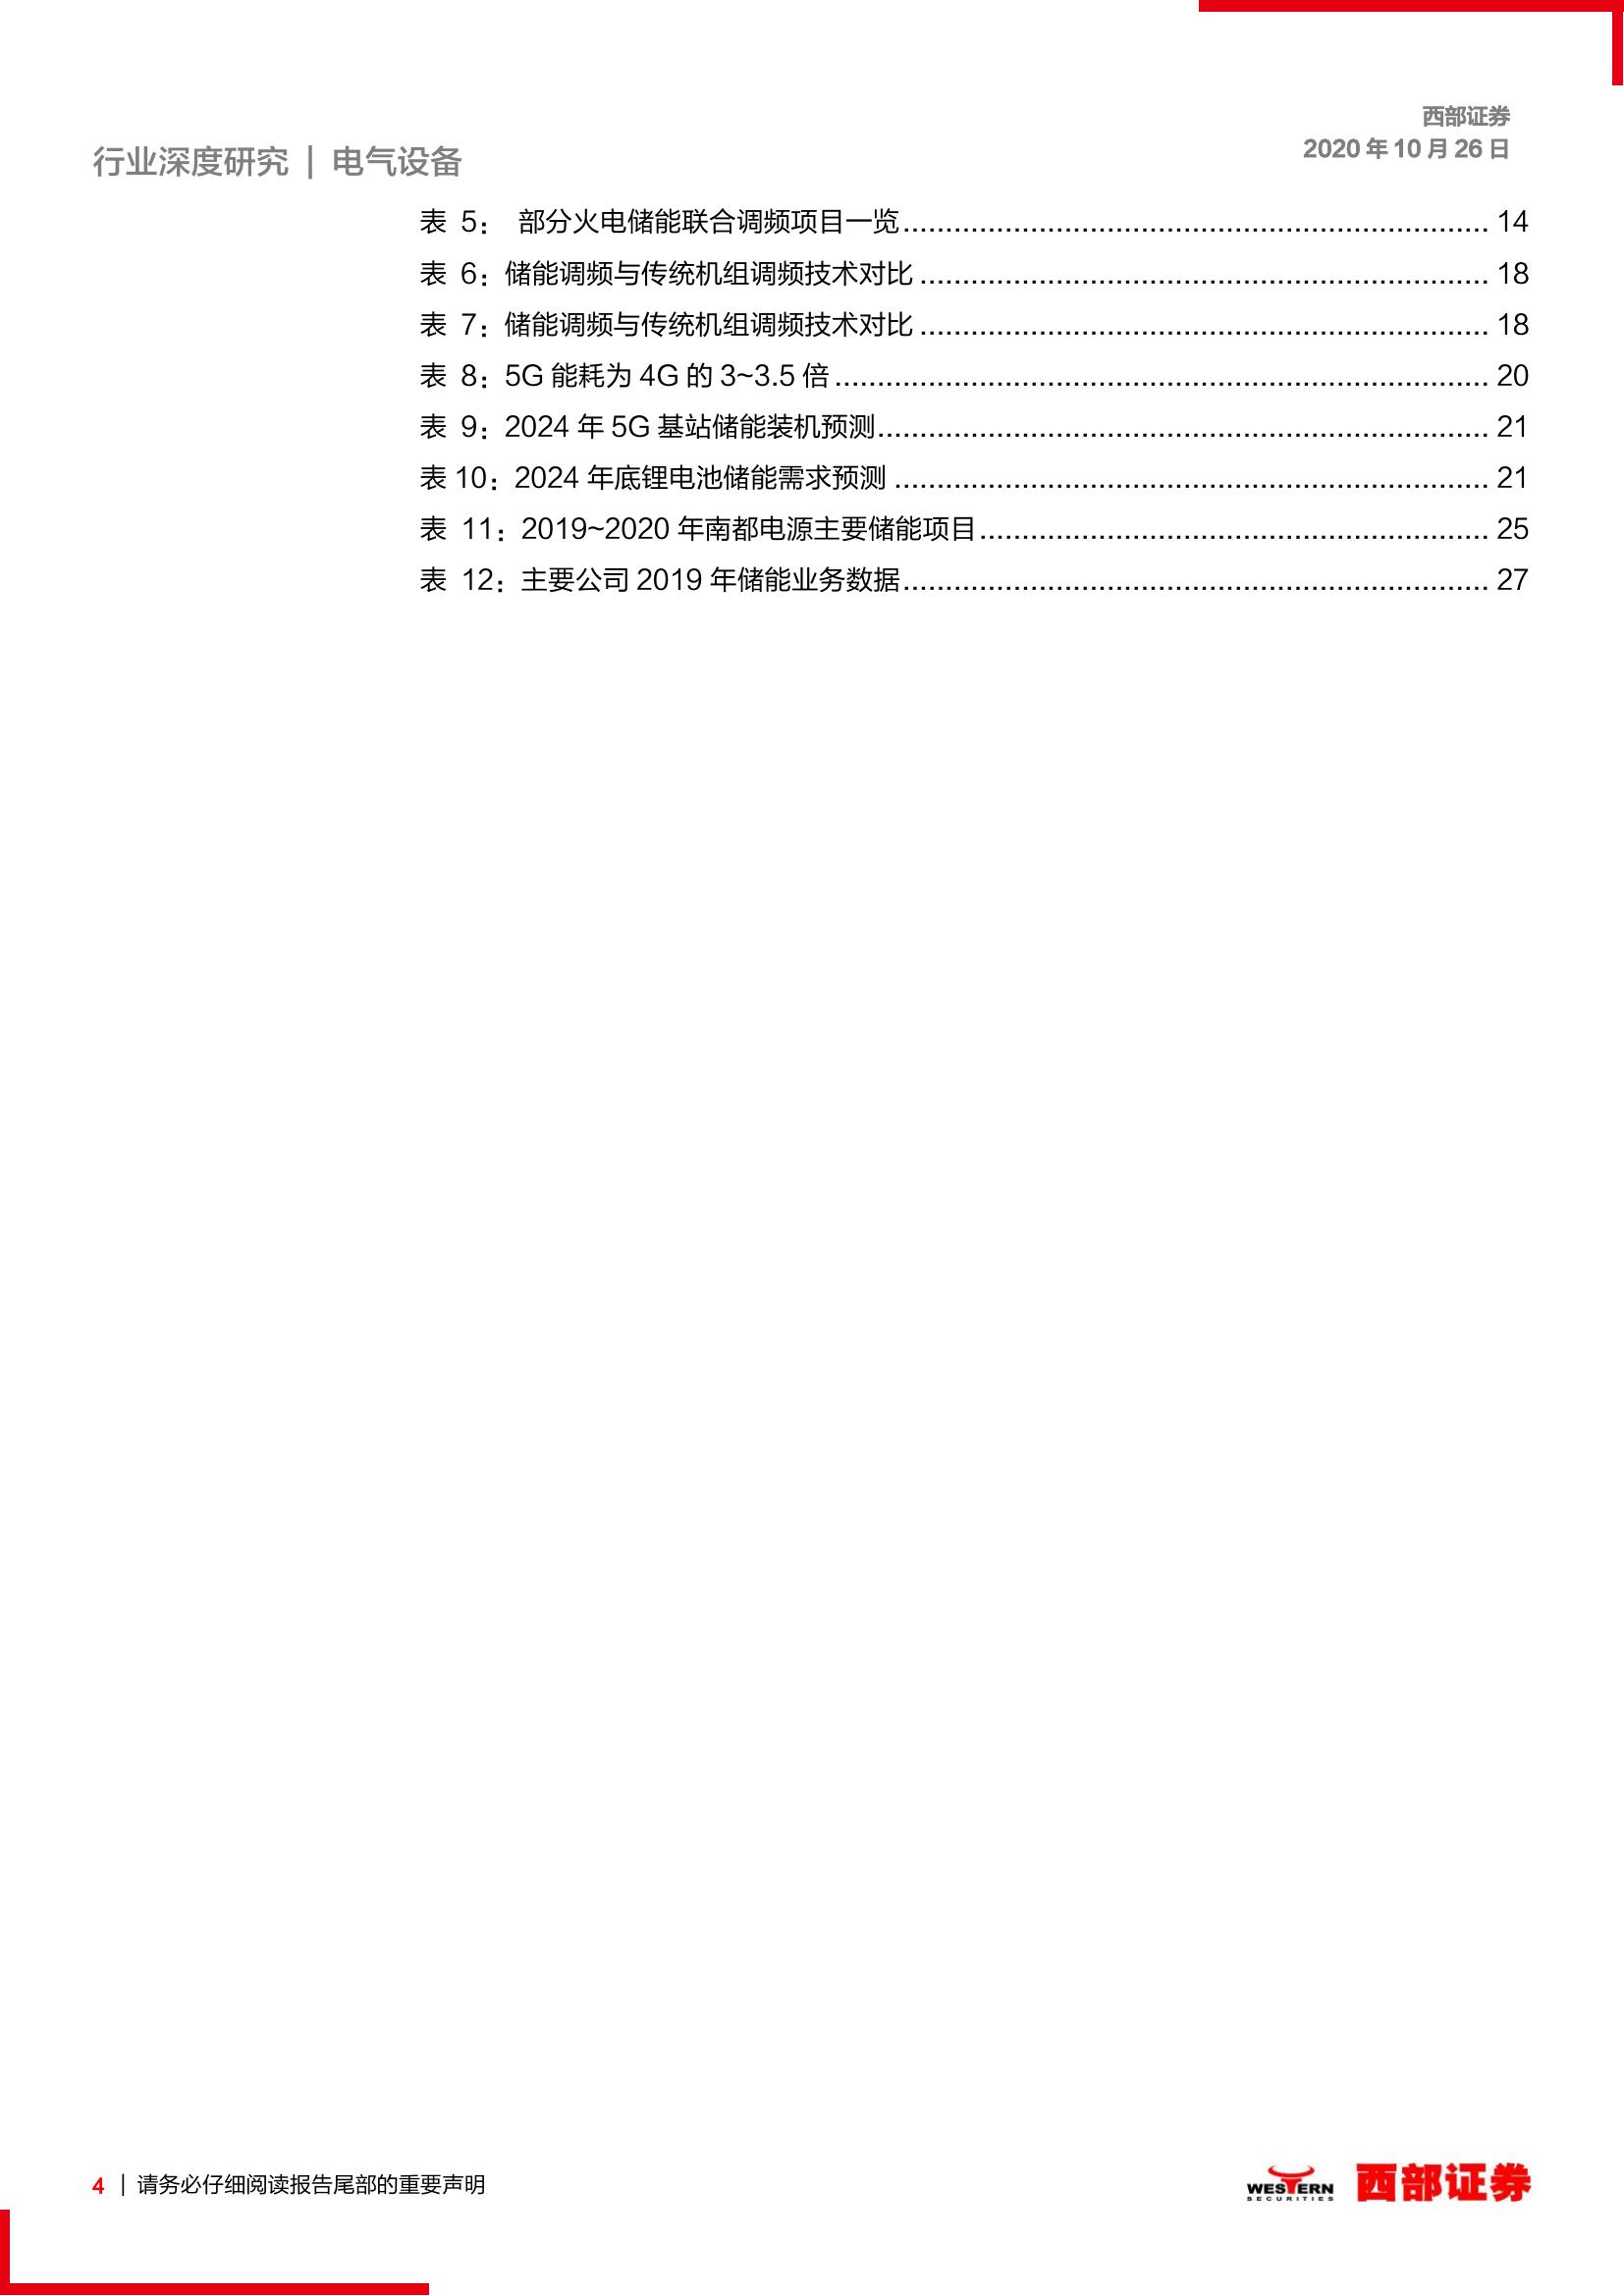 西部证券
2020 年 10 月 26 日
行业深度研究 | 电气设备
表 5： 部分火电储能联合调频项目一览........................................................................ 14
表 6：储能调频与传统机组调频技术对比 ...................................................................... 18
表 7：储能调频与传统机组调频技术对比 ...................................................................... 18
表 8：5G 能耗为 4G 的 3~3.5 倍 ................................................................................ 20
表 9：2024 年 5G 基站储能装机预测........................................................................... 21
表 10：2024 年底锂电池储能需求预测 ......................................................................... 21
表 11：2019~2020 年南都电源主要储能项目............................................................... 25
表 12：主要公司 2019 年储能业务数据........................................................................ 27
4 | 请务必仔细阅读报告尾部的重要声明
WESTERN
SECURITIES
西部证券